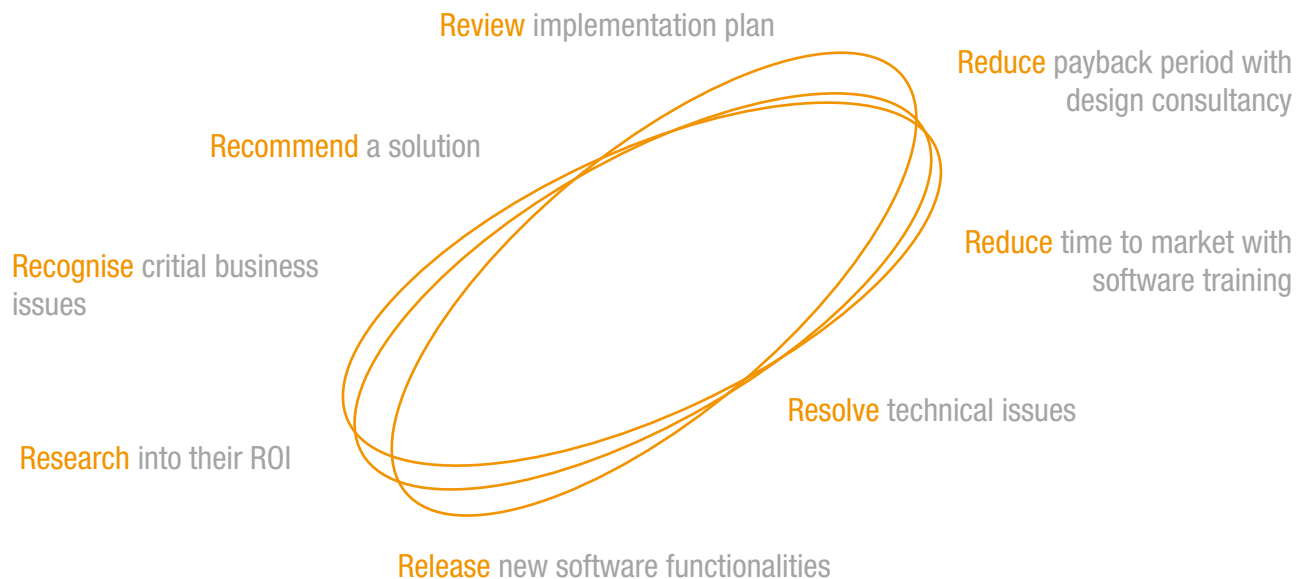 Review implementation plan
Reduce payback period with
design consultancy
Recommend a solution
Reduce time to market with
software training
Recognise critial business
issues
Resolve technical issues
Research into their ROI
Release new software functionalities